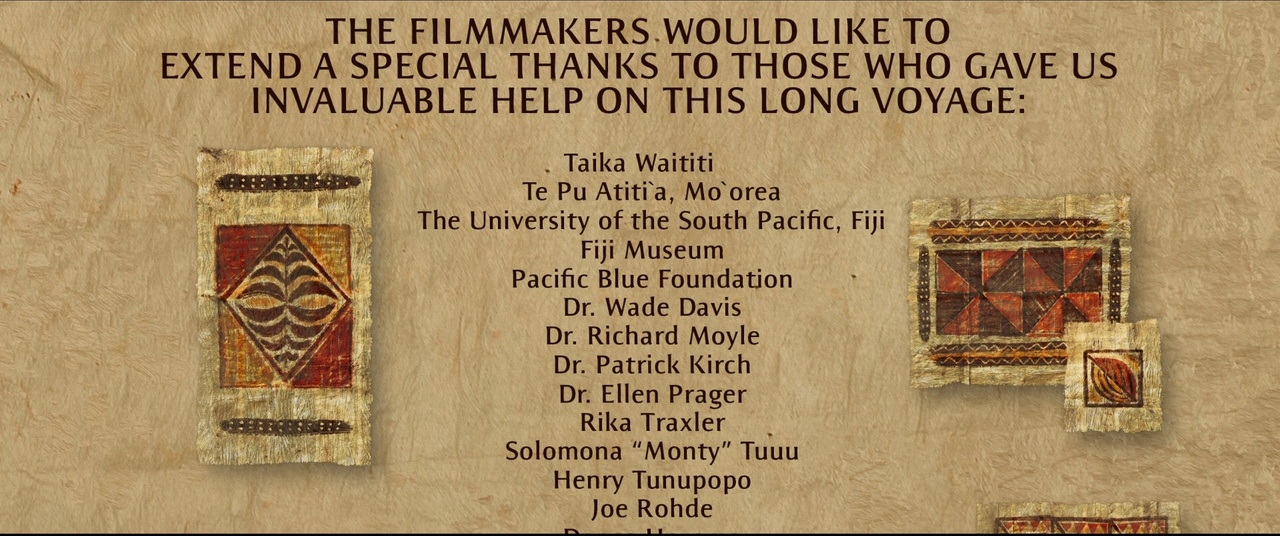 THE FILMMAKERS WOULD LIKE TO
EXTEND A SPECIAL THANKS TO THOSE WHO GAVE US
INVALUABLE HELP ON THIS LONG VOYAGE:
Taika Waititi
Te Pu Atiti`a, Mo`orea
The University of the South Pacific, Fiji
Fiji Museum
Pacific Blue Foundation
Dr. Wade Davis
Dr. Richard Moyle
Dr. Patrick Kirch
Dr. Ellen Prager
Rika Traxler
Solomona “Monty” Tuuu
Henry Tunupopo
Joe Rohde